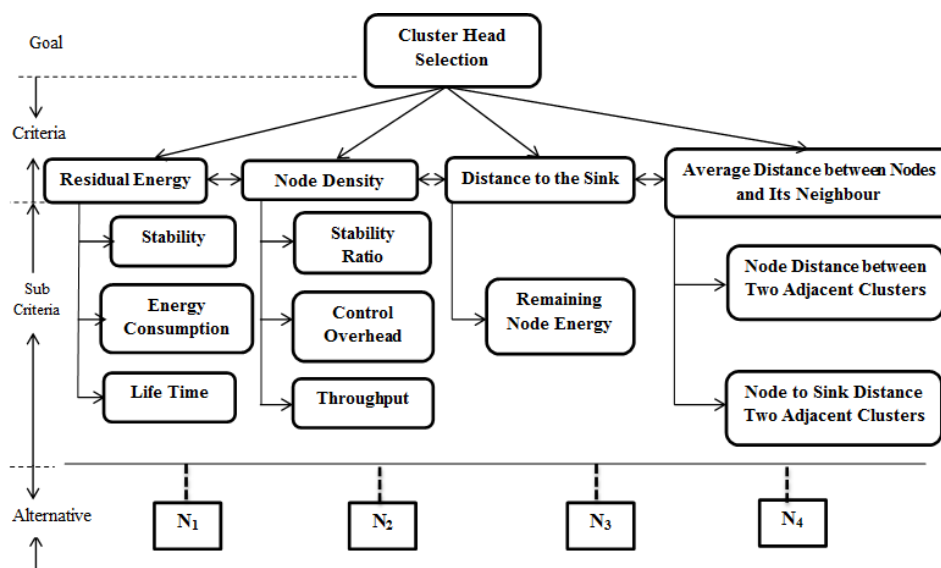 Goal
Cluster Head
Selection
Criteria
Residual Energy
Node Density
Distance to the Sink
Average Distance between Nodes
and Its Neighbour
Sub
Criteria
Stability
Energy
Consumption
Life Time
Stability
Ratio
Control
Overhead
Throughput
Remaining
Node Energy
Node Distance between
Two Adjacent Clusters
Node to Sink Distance
Two Adjacent Clusters
Alternative
N₁
N₂
N₃
N₄